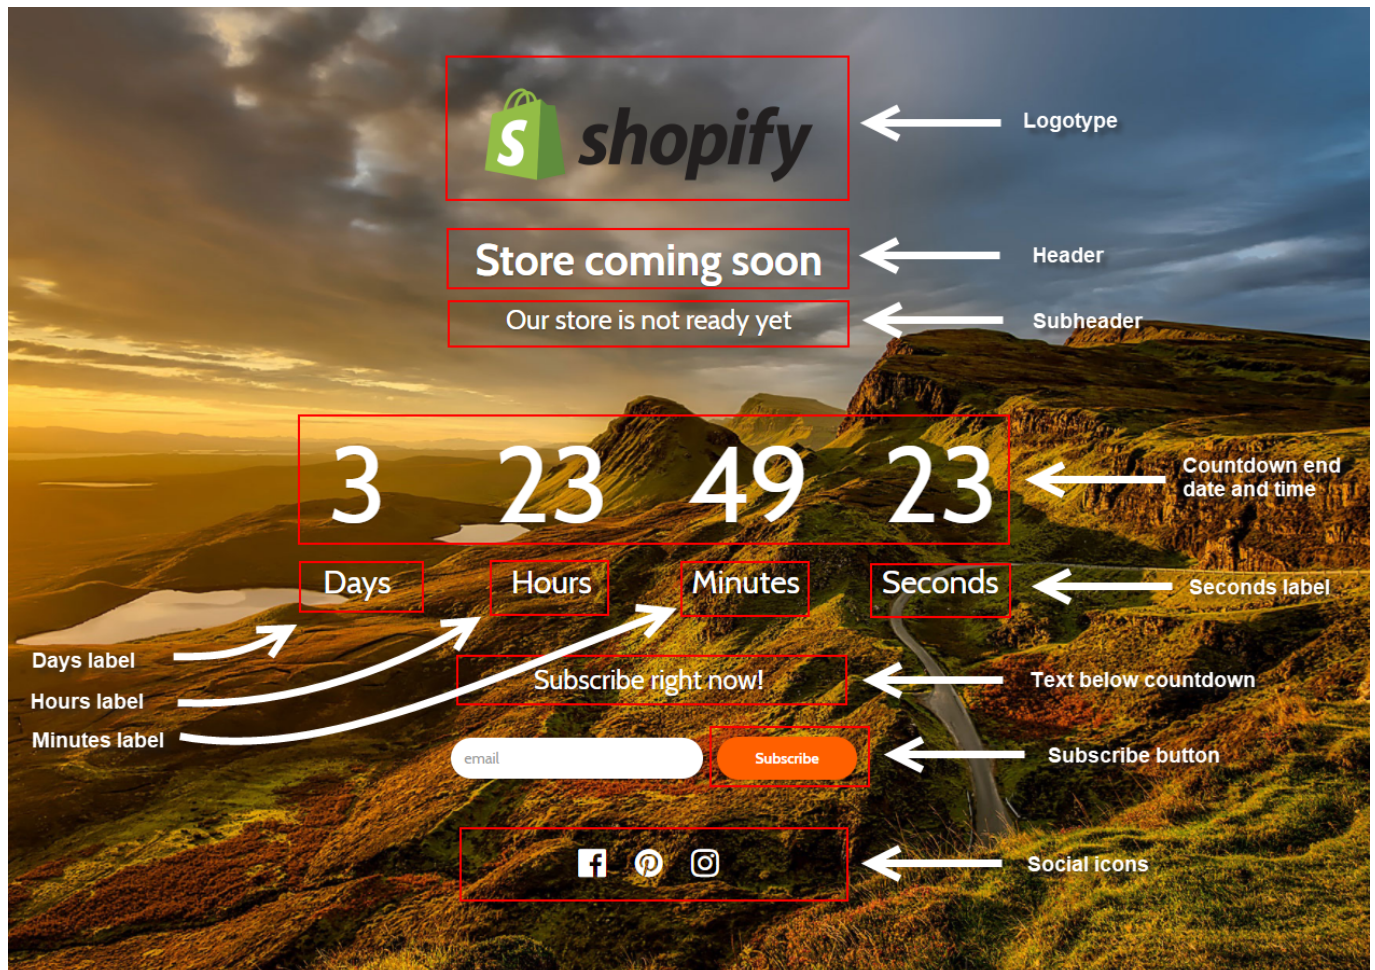 shopify
Logotype
Store coming soon
Header
Our store is not ready yet
Subheader
3 23 49 23
Countdown end
date and time
Days Hours Minutes Seconds
Seconds label
Days label
Hours label
Minutes label
Subscribe right now!
Text below countdown
email
Subscribe
Subscribe button
Social icons